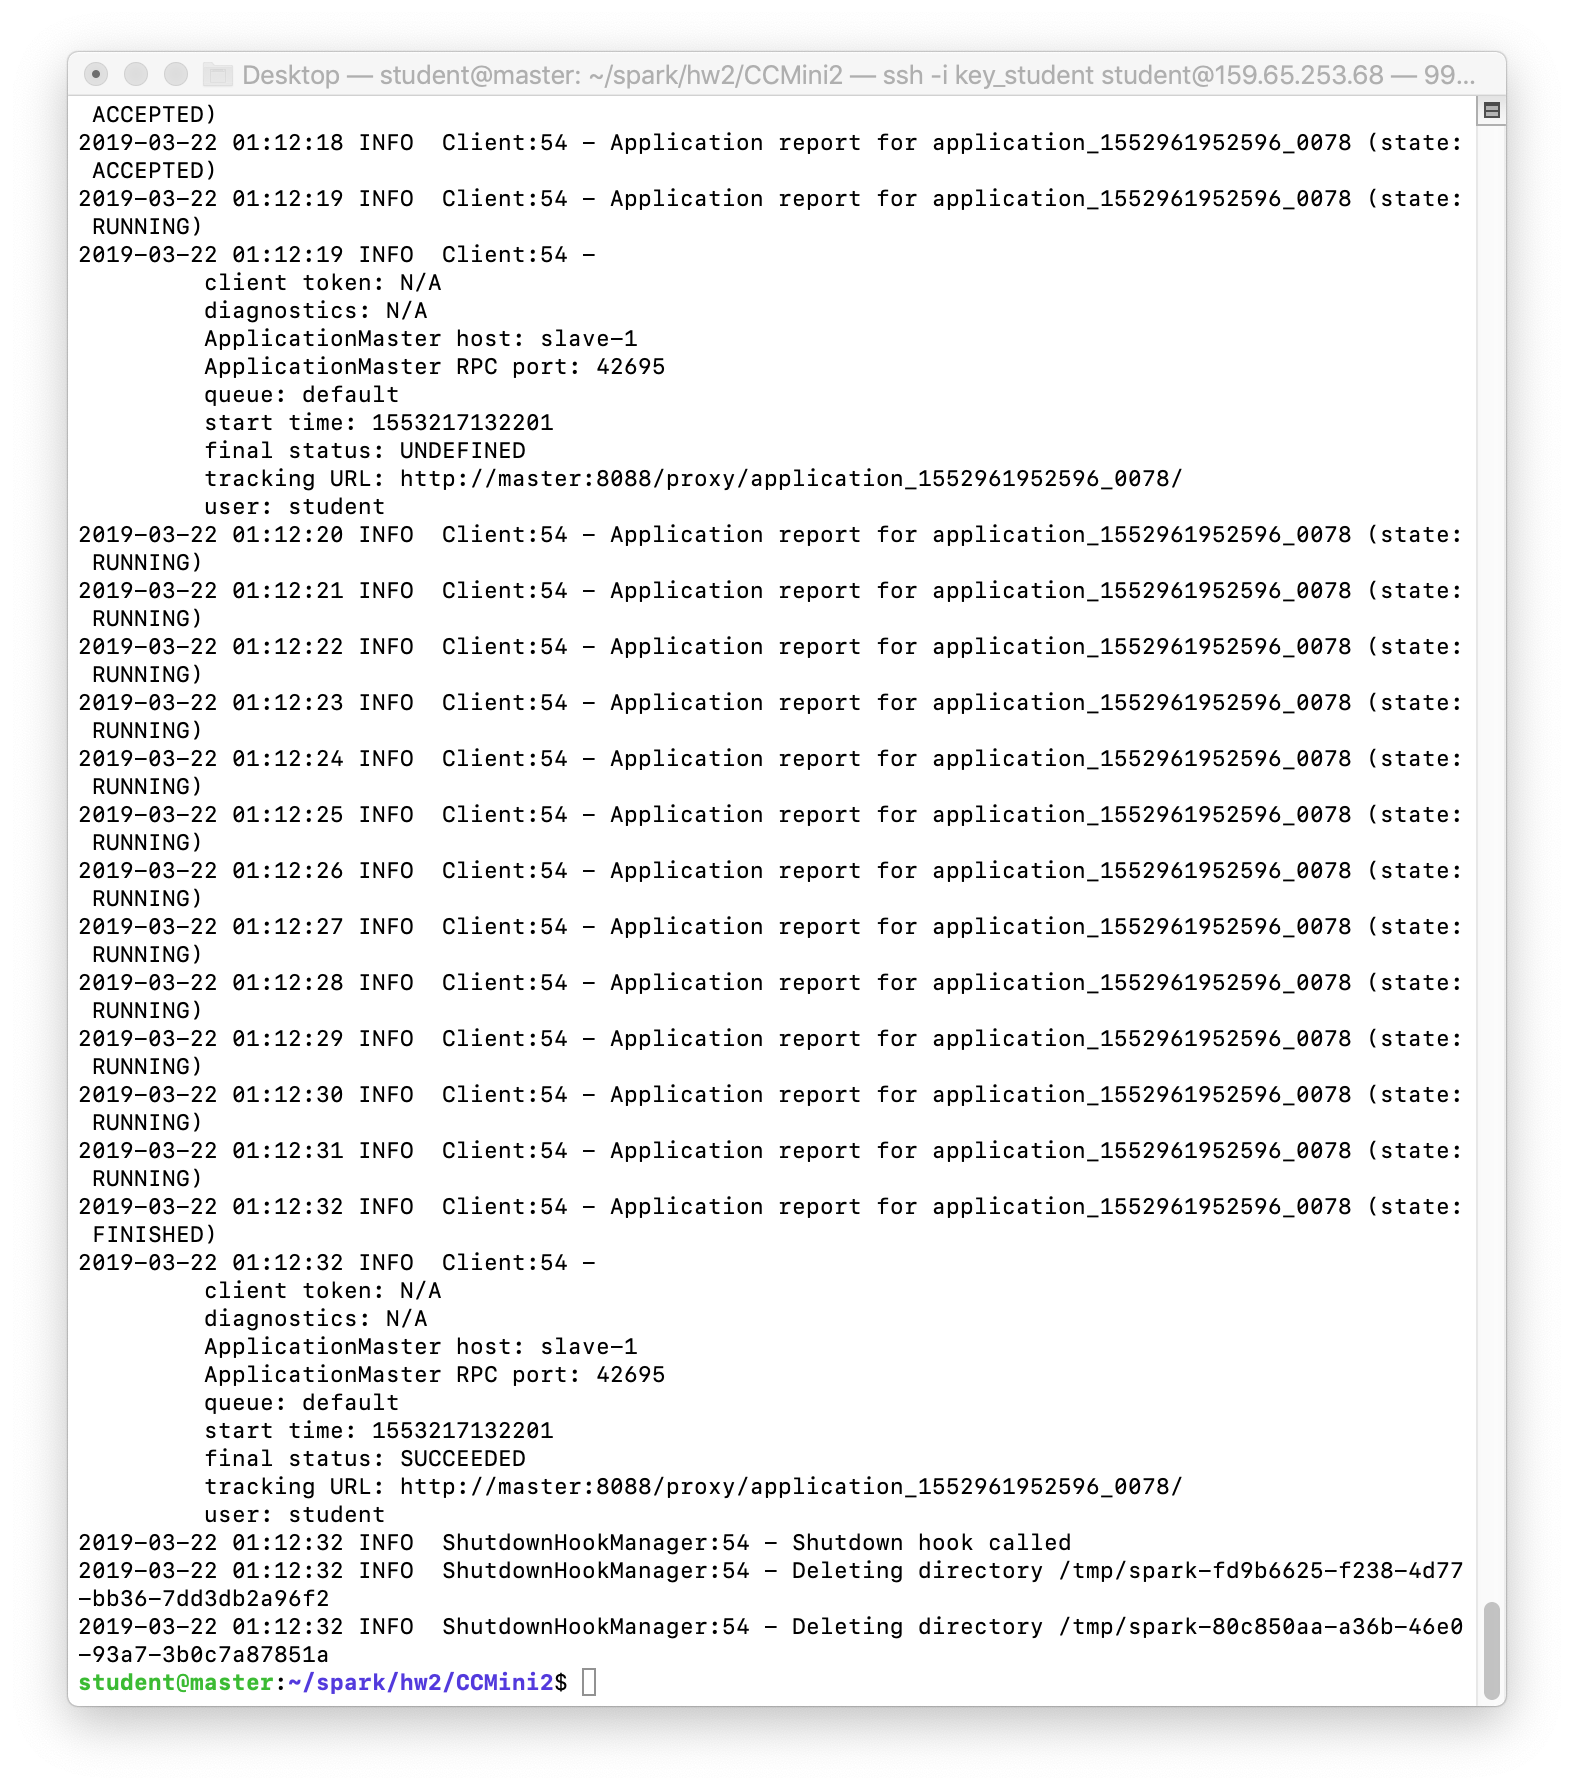 Desktop — student@master: ~/spark/hw2/CCMini2 — ssh -i key_student student@159.65.253.68 — 99...
ACCEPTED)
2019-03-22 01:12:18 INFO  Client:54 - Application report for application_1552961952596_0078 (state:
ACCEPTED)
2019-03-22 01:12:19 INFO  Client:54 - Application report for application_1552961952596_0078 (state:
RUNNING)
2019-03-22 01:12:19 INFO  Client:54 -
client token: N/A
diagnostics: N/A
ApplicationMaster host: slave-1
ApplicationMaster RPC port: 42695
queue: default
start time: 1553217132201
final status: UNDEFINED
tracking URL: http://master:8088/proxy/application_1552961952596_0078/
user: student
2019-03-22 01:12:20 INFO  Client:54 - Application report for application_1552961952596_0078 (state:
RUNNING)
2019-03-22 01:12:21 INFO  Client:54 - Application report for application_1552961952596_0078 (state:
RUNNING)
2019-03-22 01:12:22 INFO  Client:54 - Application report for application_1552961952596_0078 (state:
RUNNING)
2019-03-22 01:12:23 INFO  Client:54 - Application report for application_1552961952596_0078 (state:
RUNNING)
2019-03-22 01:12:24 INFO  Client:54 - Application report for application_1552961952596_0078 (state:
RUNNING)
2019-03-22 01:12:25 INFO  Client:54 - Application report for application_1552961952596_0078 (state:
RUNNING)
2019-03-22 01:12:26 INFO  Client:54 - Application report for application_1552961952596_0078 (state:
RUNNING)
2019-03-22 01:12:27 INFO  Client:54 - Application report for application_1552961952596_0078 (state:
RUNNING)
2019-03-22 01:12:28 INFO  Client:54 - Application report for application_1552961952596_0078 (state:
RUNNING)
2019-03-22 01:12:29 INFO  Client:54 - Application report for application_1552961952596_0078 (state:
RUNNING)
2019-03-22 01:12:30 INFO  Client:54 - Application report for application_1552961952596_0078 (state:
RUNNING)
2019-03-22 01:12:31 INFO  Client:54 - Application report for application_1552961952596_0078 (state:
RUNNING)
2019-03-22 01:12:32 INFO  Client:54 - Application report for application_1552961952596_0078 (state:
FINISHED)
2019-03-22 01:12:32 INFO  Client:54 -
client token: N/A
diagnostics: N/A
ApplicationMaster host: slave-1
ApplicationMaster RPC port: 42695
queue: default
start time: 1553217132201
final status: SUCCEEDED
tracking URL: http://master:8088/proxy/application_1552961952596_0078/
user: student
2019-03-22 01:12:32 INFO  ShutdownHookManager:54 - Shutdown hook called
2019-03-22 01:12:32 INFO  ShutdownHookManager:54 - Deleting directory /tmp/spark-fd9b6625-f238-4d77
-bb36-7dd3db2a96f2
2019-03-22 01:12:32 INFO  ShutdownHookManager:54 - Deleting directory /tmp/spark-80c850aa-a36b-46e0
-93a7-3b0c7a87851a
student@master:~/spark/hw2/CCMini2$